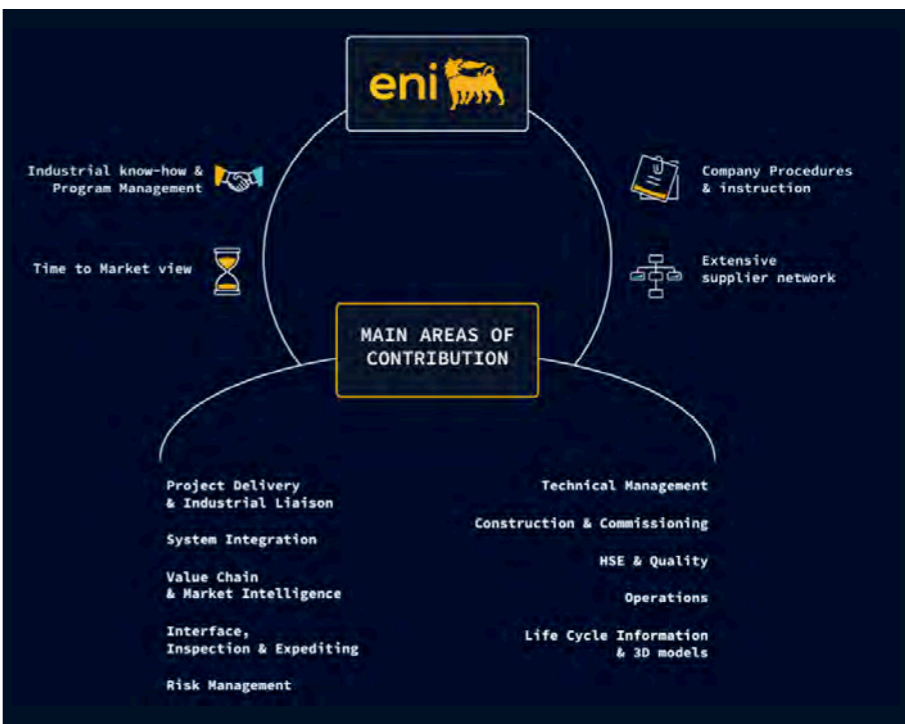 eni
Industrial know-how &
Program Management
Company Procedures
& instruction
Time to Market view
Extensive
supplier network
MAIN AREAS OF
CONTRIBUTION
Project Delivery
& Industrial Liaison
System Integration
Value Chain
& Market Intelligence
Interface,
Inspection & Expediting
Risk Management
Technical Management
Construction & Commissioning
HSE & Quality
Operations
Life Cycle Information
& 3D models